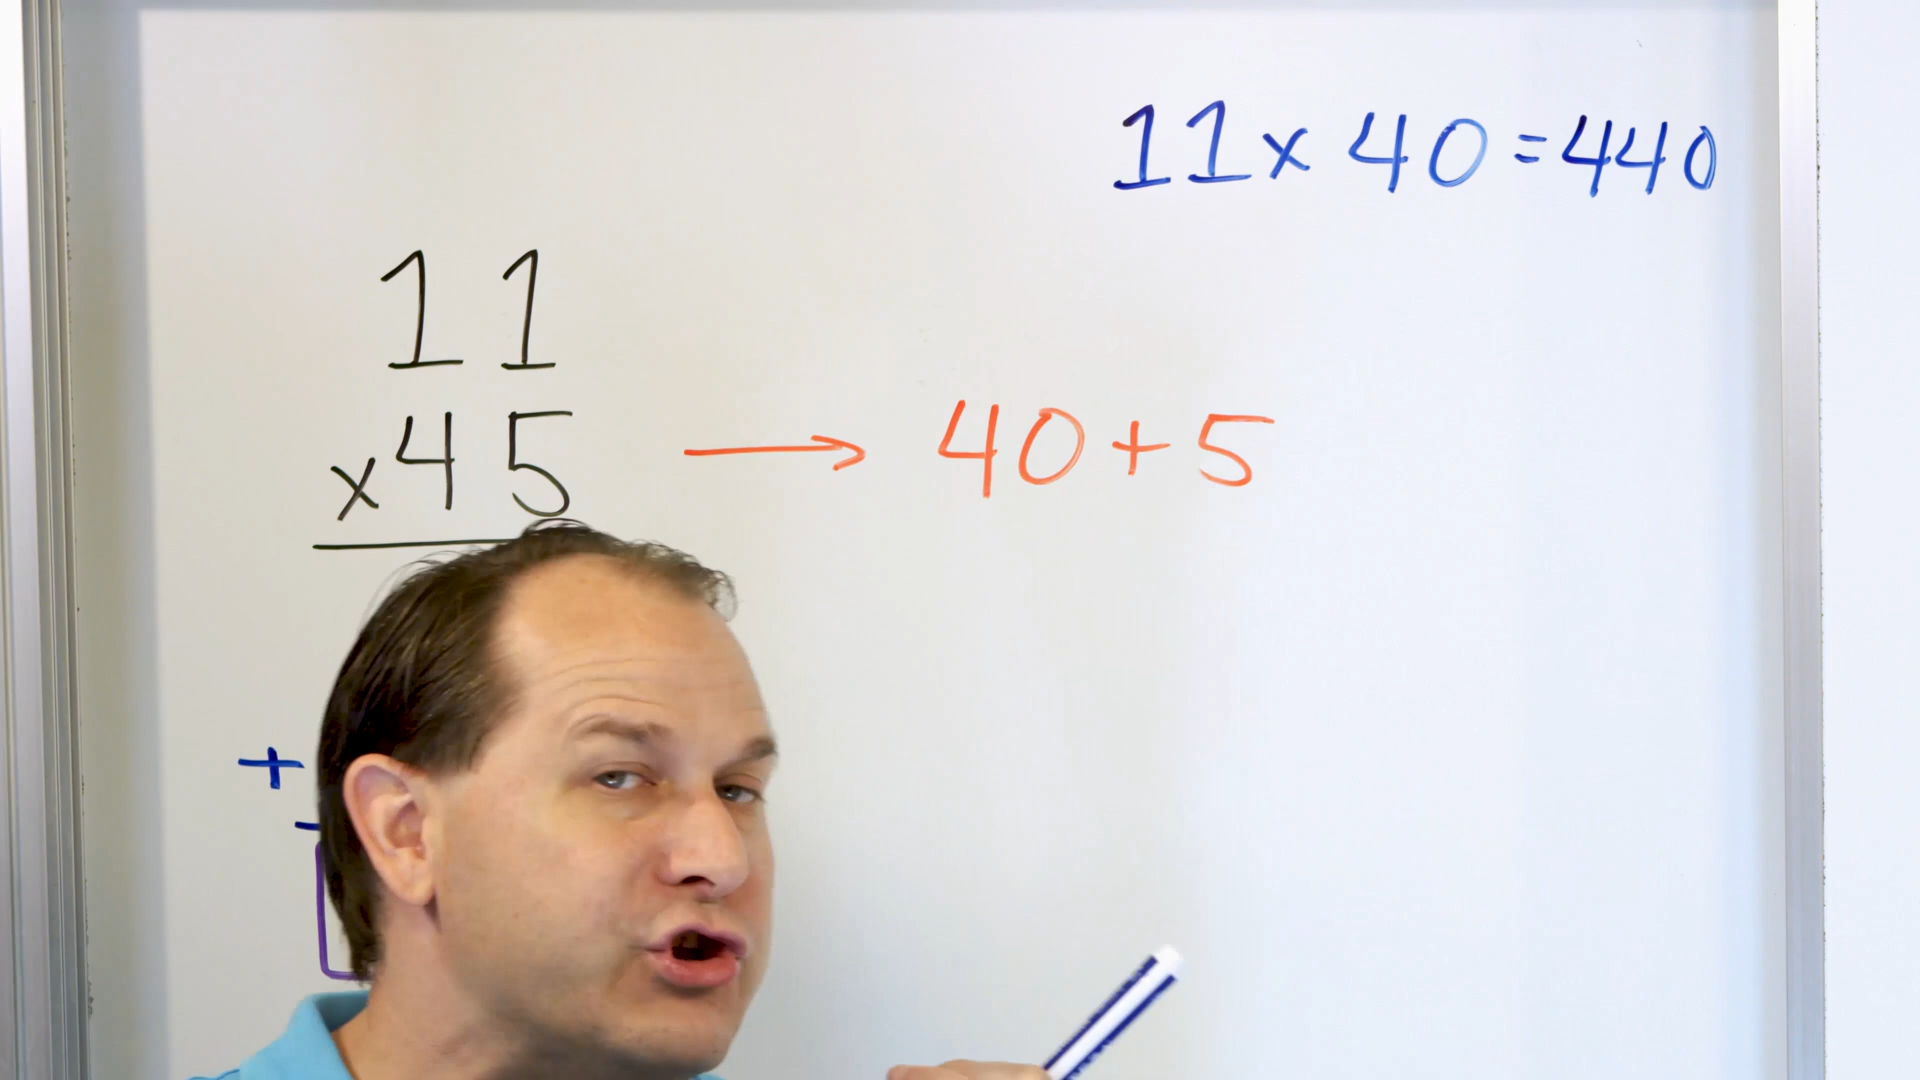 11 x 40 = 440
11
x 45 → 40 + 5
+